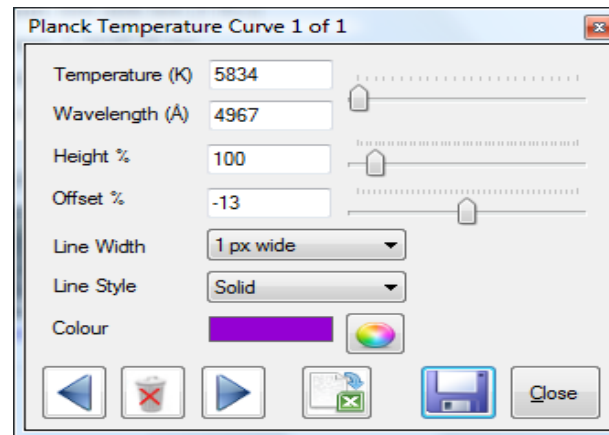 Planck Temperature Curve 1 of 1
Temperature (K) 5834
Wavelength (Å) 4967
Height % 100
Offset % -13
Line Width 1 px wide
Line Style Solid
Colour
Close